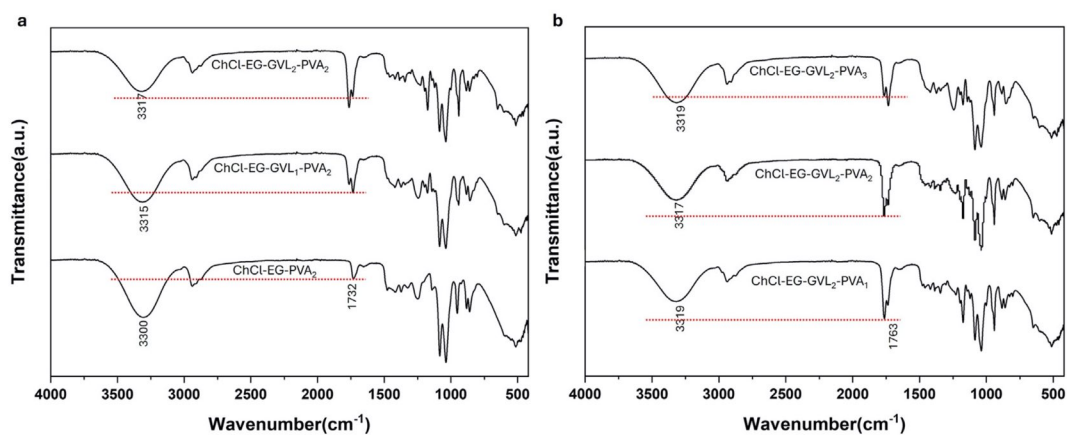 a
ChCl-EG-GVL₂-PVA₂
3317
ChCl-EG-GVL₁-PVA₂
3315
ChCl-EG-PVA₂
1732
3300
4000 3500 3000 2500 2000 1500 1000 500
Wavenumber(cm⁻¹)
Transmittance(a.u.)
b
ChCl-EG-GVL₂-PVA₃
3319
ChCl-EG-GVL₂-PVA₂
3317
ChCl-EG-GVL₂-PVA₁
3319
1763
4000 3500 3000 2500 2000 1500 1000 500
Wavenumber(cm⁻¹)
Transmittance(a.u.)